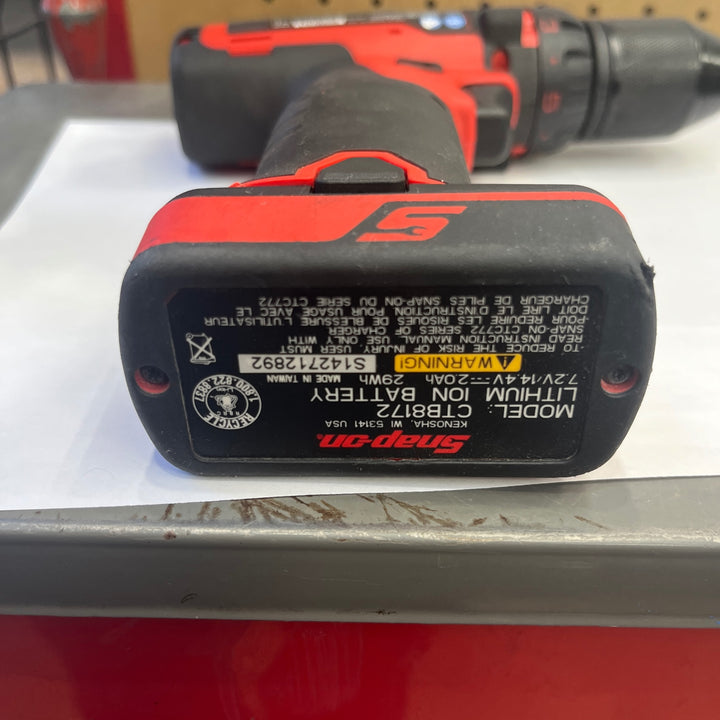 Snap-on
KENOSHA, WI 53141 USA
MODEL: CTB8172
LITHIUM ION BATTERY
7.2V/14.4V⎓2.0Ah 29Wh
MADE IN TAIWAN
WARNING!
S142712892
-TO REDUCE THE RISK OF INJURY, USER MUST
READ INSTRUCTION MANUAL. USE ONLY WITH
SNAP-ON CTC772 OF SERIES CHARGER.
-POUR REDUIRE LES RISQUES DE BLESSURE L'UTILISATEUR
DOIT LIRE LE D'INSTRUCTION POUR USAGE AVEC LE
CHARGEUR DE PILES SNAP-ON DU SERIE CTC772
RECYCLE
RBRC
Li-ion
1.800.822.8837
S